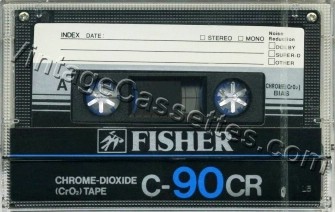 INDEX DATE: □ STEREO □ MONO
Noise Reduction
□ DOLBY
□ SUPER D
□ OTHER
A
CHROME (CrO₂) BIAS
FISHER
CHROME-DIOXIDE
(CrO₂) TAPE
C-90CR
vintagecassettes.com